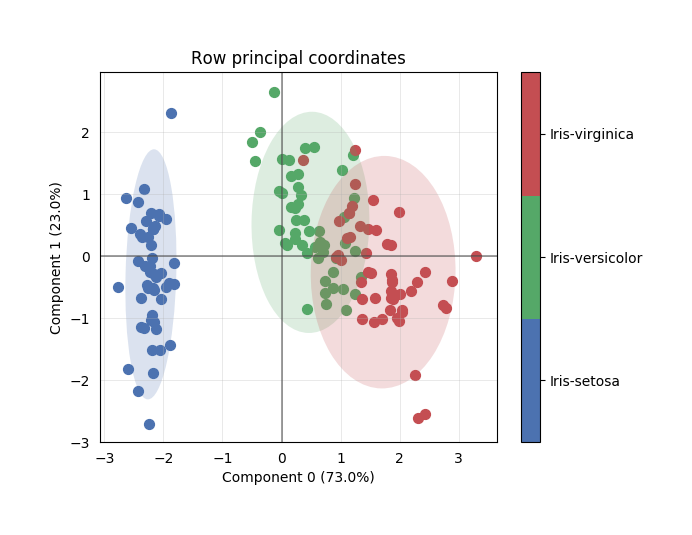 Row principal coordinates
2
1
0
−1
−2
−3
Component 1 (23.0%)
−3
−2
−1
0
1
2
3
Component 0 (73.0%)
Iris-virginica
Iris-versicolor
Iris-setosa